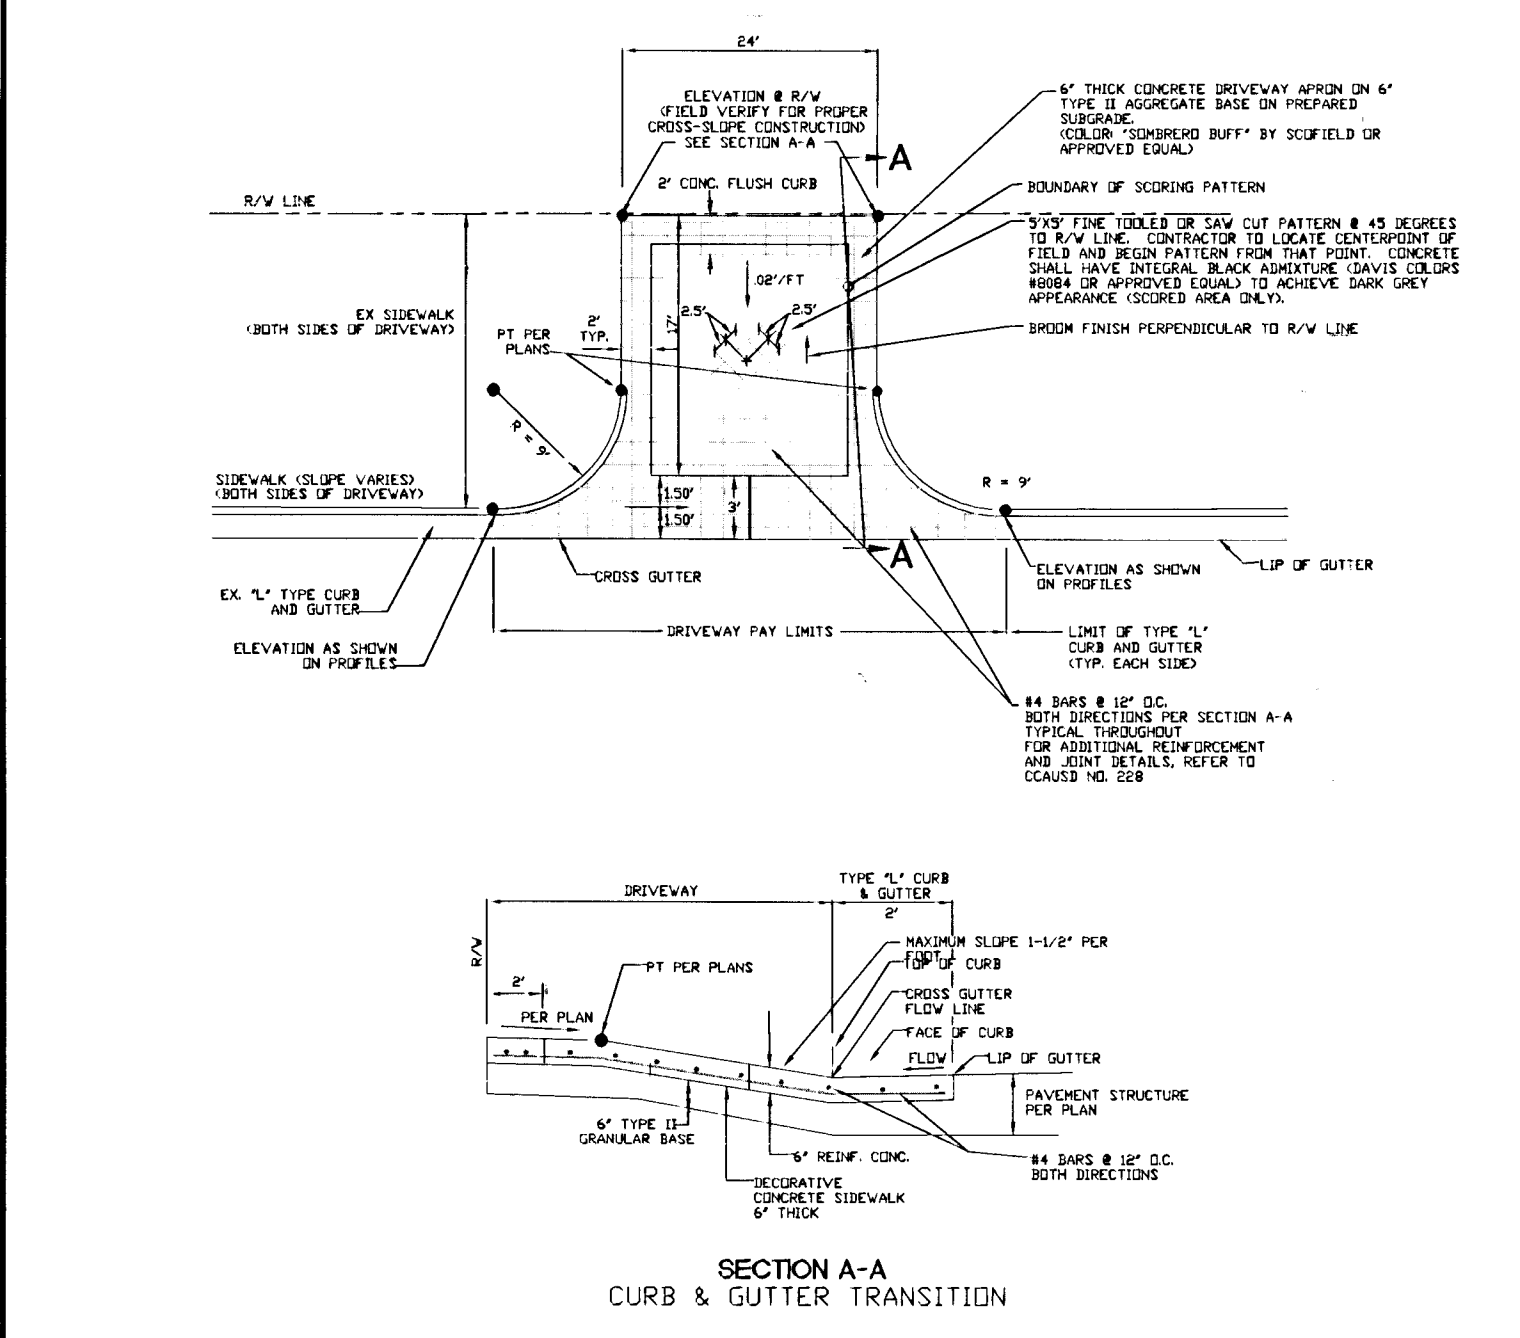 24'
ELEVATION @ R/W
(FIELD VERIFY FOR PROPER
CROSS-SLOPE CONSTRUCTION)
SEE SECTION A-A
6" THICK CONCRETE DRIVEWAY APRON ON 6"
TYPE II AGGREGATE BASE ON PREPARED
SUBGRADE.
(COLOR: "SOMBRERO BUFF" BY SCOFIELD OR
APPROVED EQUAL)
A
2' CONC. FLUSH CURB
BOUNDARY OF SCORING PATTERN
R/W LINE
5'X5' FINE TOOLED OR SAW CUT PATTERN @ 45 DEGREES
TO R/W LINE. CONTRACTOR TO LOCATE CENTERPOINT OF
FIELD AND BEGIN PATTERN FROM THAT POINT. CONCRETE
SHALL HAVE INTEGRAL BLACK ADMIXTURE (DAVIS COLORS
#8084 OR APPROVED EQUAL) TO ACHIEVE DARK GREY
APPEARANCE (SCORED AREA ONLY).
.02'/FT
EX SIDEWALK
(BOTH SIDES OF DRIVEWAY)
2.5'
2.5'
17'
2'
TYP.
PT PER
PLANS
BROOM FINISH PERPENDICULAR TO R/W LINE
R = 9'
SIDEWALK (SLOPE VARIES)
(BOTH SIDES OF DRIVEWAY)
R = 9'
1.50'
1.50'
3'
A
CROSS GUTTER
ELEVATION AS SHOWN
ON PROFILES
LIP OF GUTTER
EX. "L" TYPE CURB
AND GUTTER
DRIVEWAY PAY LIMITS
LIMIT OF TYPE "L"
CURB AND GUTTER
(TYP. EACH SIDE)
ELEVATION AS SHOWN
ON PROFILES
#4 BARS @ 12" O.C.
BOTH DIRECTIONS PER SECTION A-A
TYPICAL THROUGHOUT
FOR ADDITIONAL REINFORCEMENT
AND JOINT DETAILS, REFER TO
CCAUSD NO. 228
DRIVEWAY
TYPE "L" CURB
& GUTTER
2'
R/W
MAXIMUM SLOPE 1-1/2" PER
FOOT
TOP OF CURB
PT PER PLANS
2'
CROSS GUTTER
FLOW LINE
PER PLAN
FACE OF CURB
FLOW
LIP OF GUTTER
PAVEMENT STRUCTURE
PER PLAN
6" TYPE II
GRANULAR BASE
6" REINF. CONC.
#4 BARS @ 12" O.C.
BOTH DIRECTIONS
DECORATIVE
CONCRETE SIDEWALK
6" THICK
SECTION A-A
CURB & GUTTER TRANSITION